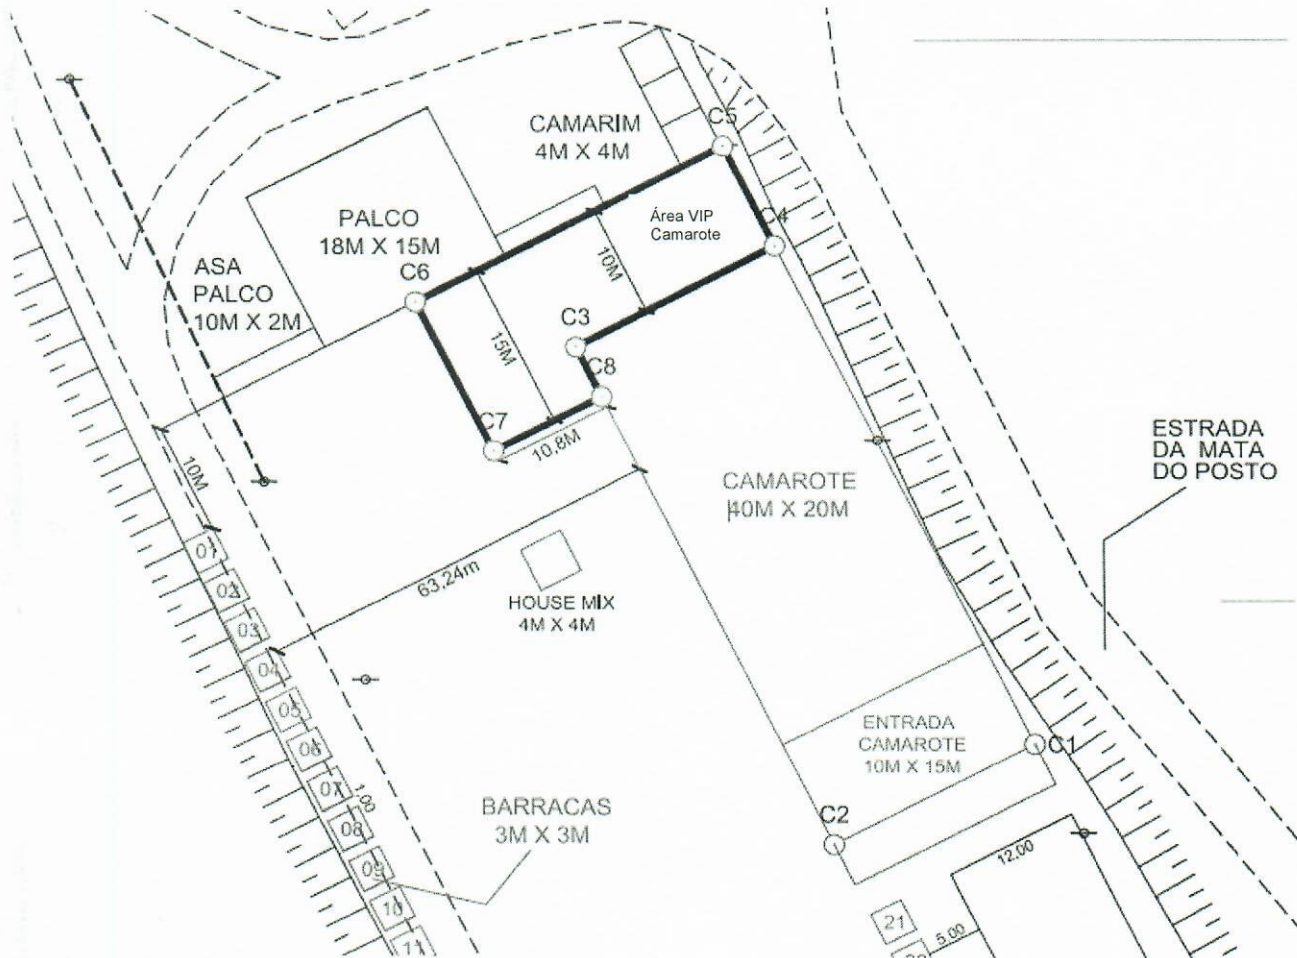 C5
CAMARIM
4M X 4M
PALCO
18M X 15M
Área VIP
Camarote
C4
ASA
PALCO
10M X 2M
C6
10M
C3
15M
C8
C7
10,8M
10M
ESTRADA
DA MATA
DO POSTO
CAMAROTE
40M X 20M
63,24m
HOUSE MIX
4M X 4M
01
02
03
04
05
06
07
1.00
08
09
10
11
BARRACAS
3M X 3M
ENTRADA
CAMAROTE
10M X 15M
C1
C2
12,00
21
5,00